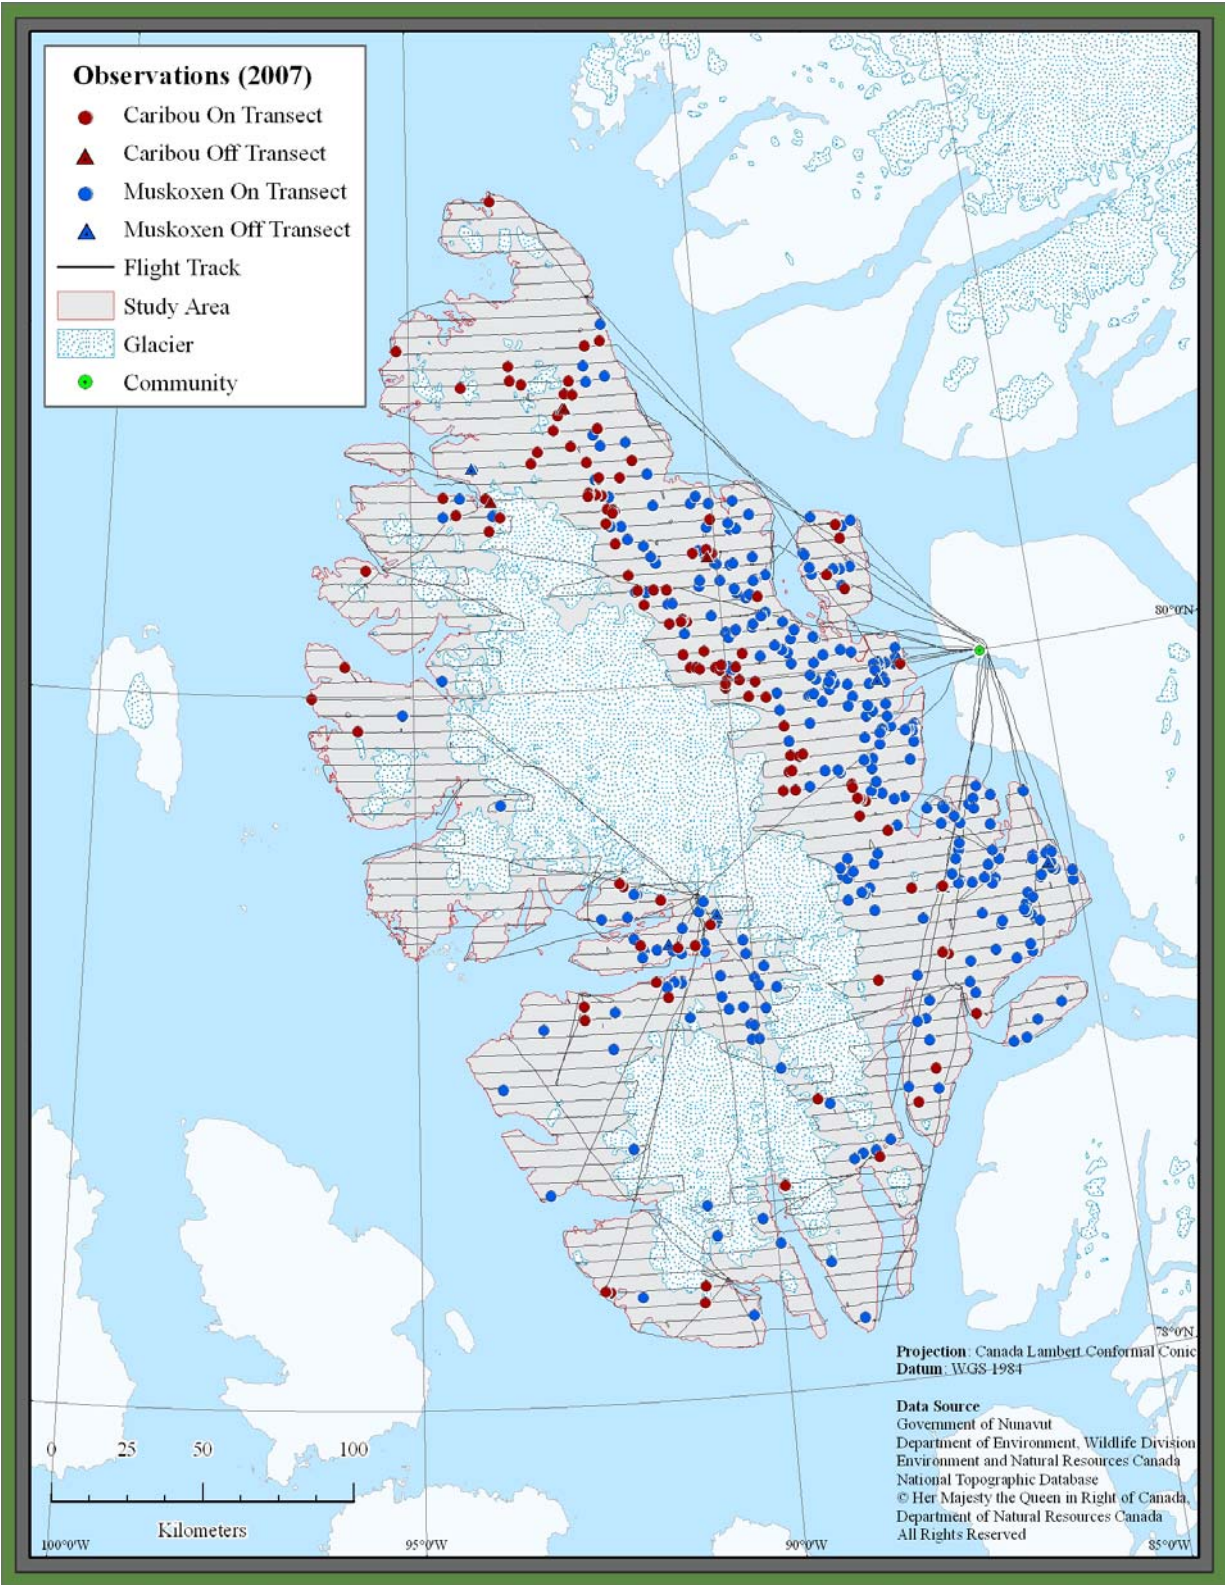 Observations (2007)
Caribou On Transect
Caribou Off Transect
Muskoxen On Transect
Muskoxen Off Transect
Flight Track
Study Area
Glacier
Community
80°0'N
78°0'N
Projection: Canada Lambert Conformal Conic
Datum: WGS 1984
Data Source
Government of Nunavut
Department of Environment, Wildlife Division
Environment and Natural Resources Canada
National Topographic Database
© Her Majesty the Queen in Right of Canada,
Department of Natural Resources Canada
All Rights Reserved
0 25 50 100
Kilometers
100°0'W 95°0'W 90°0'W 85°0'W